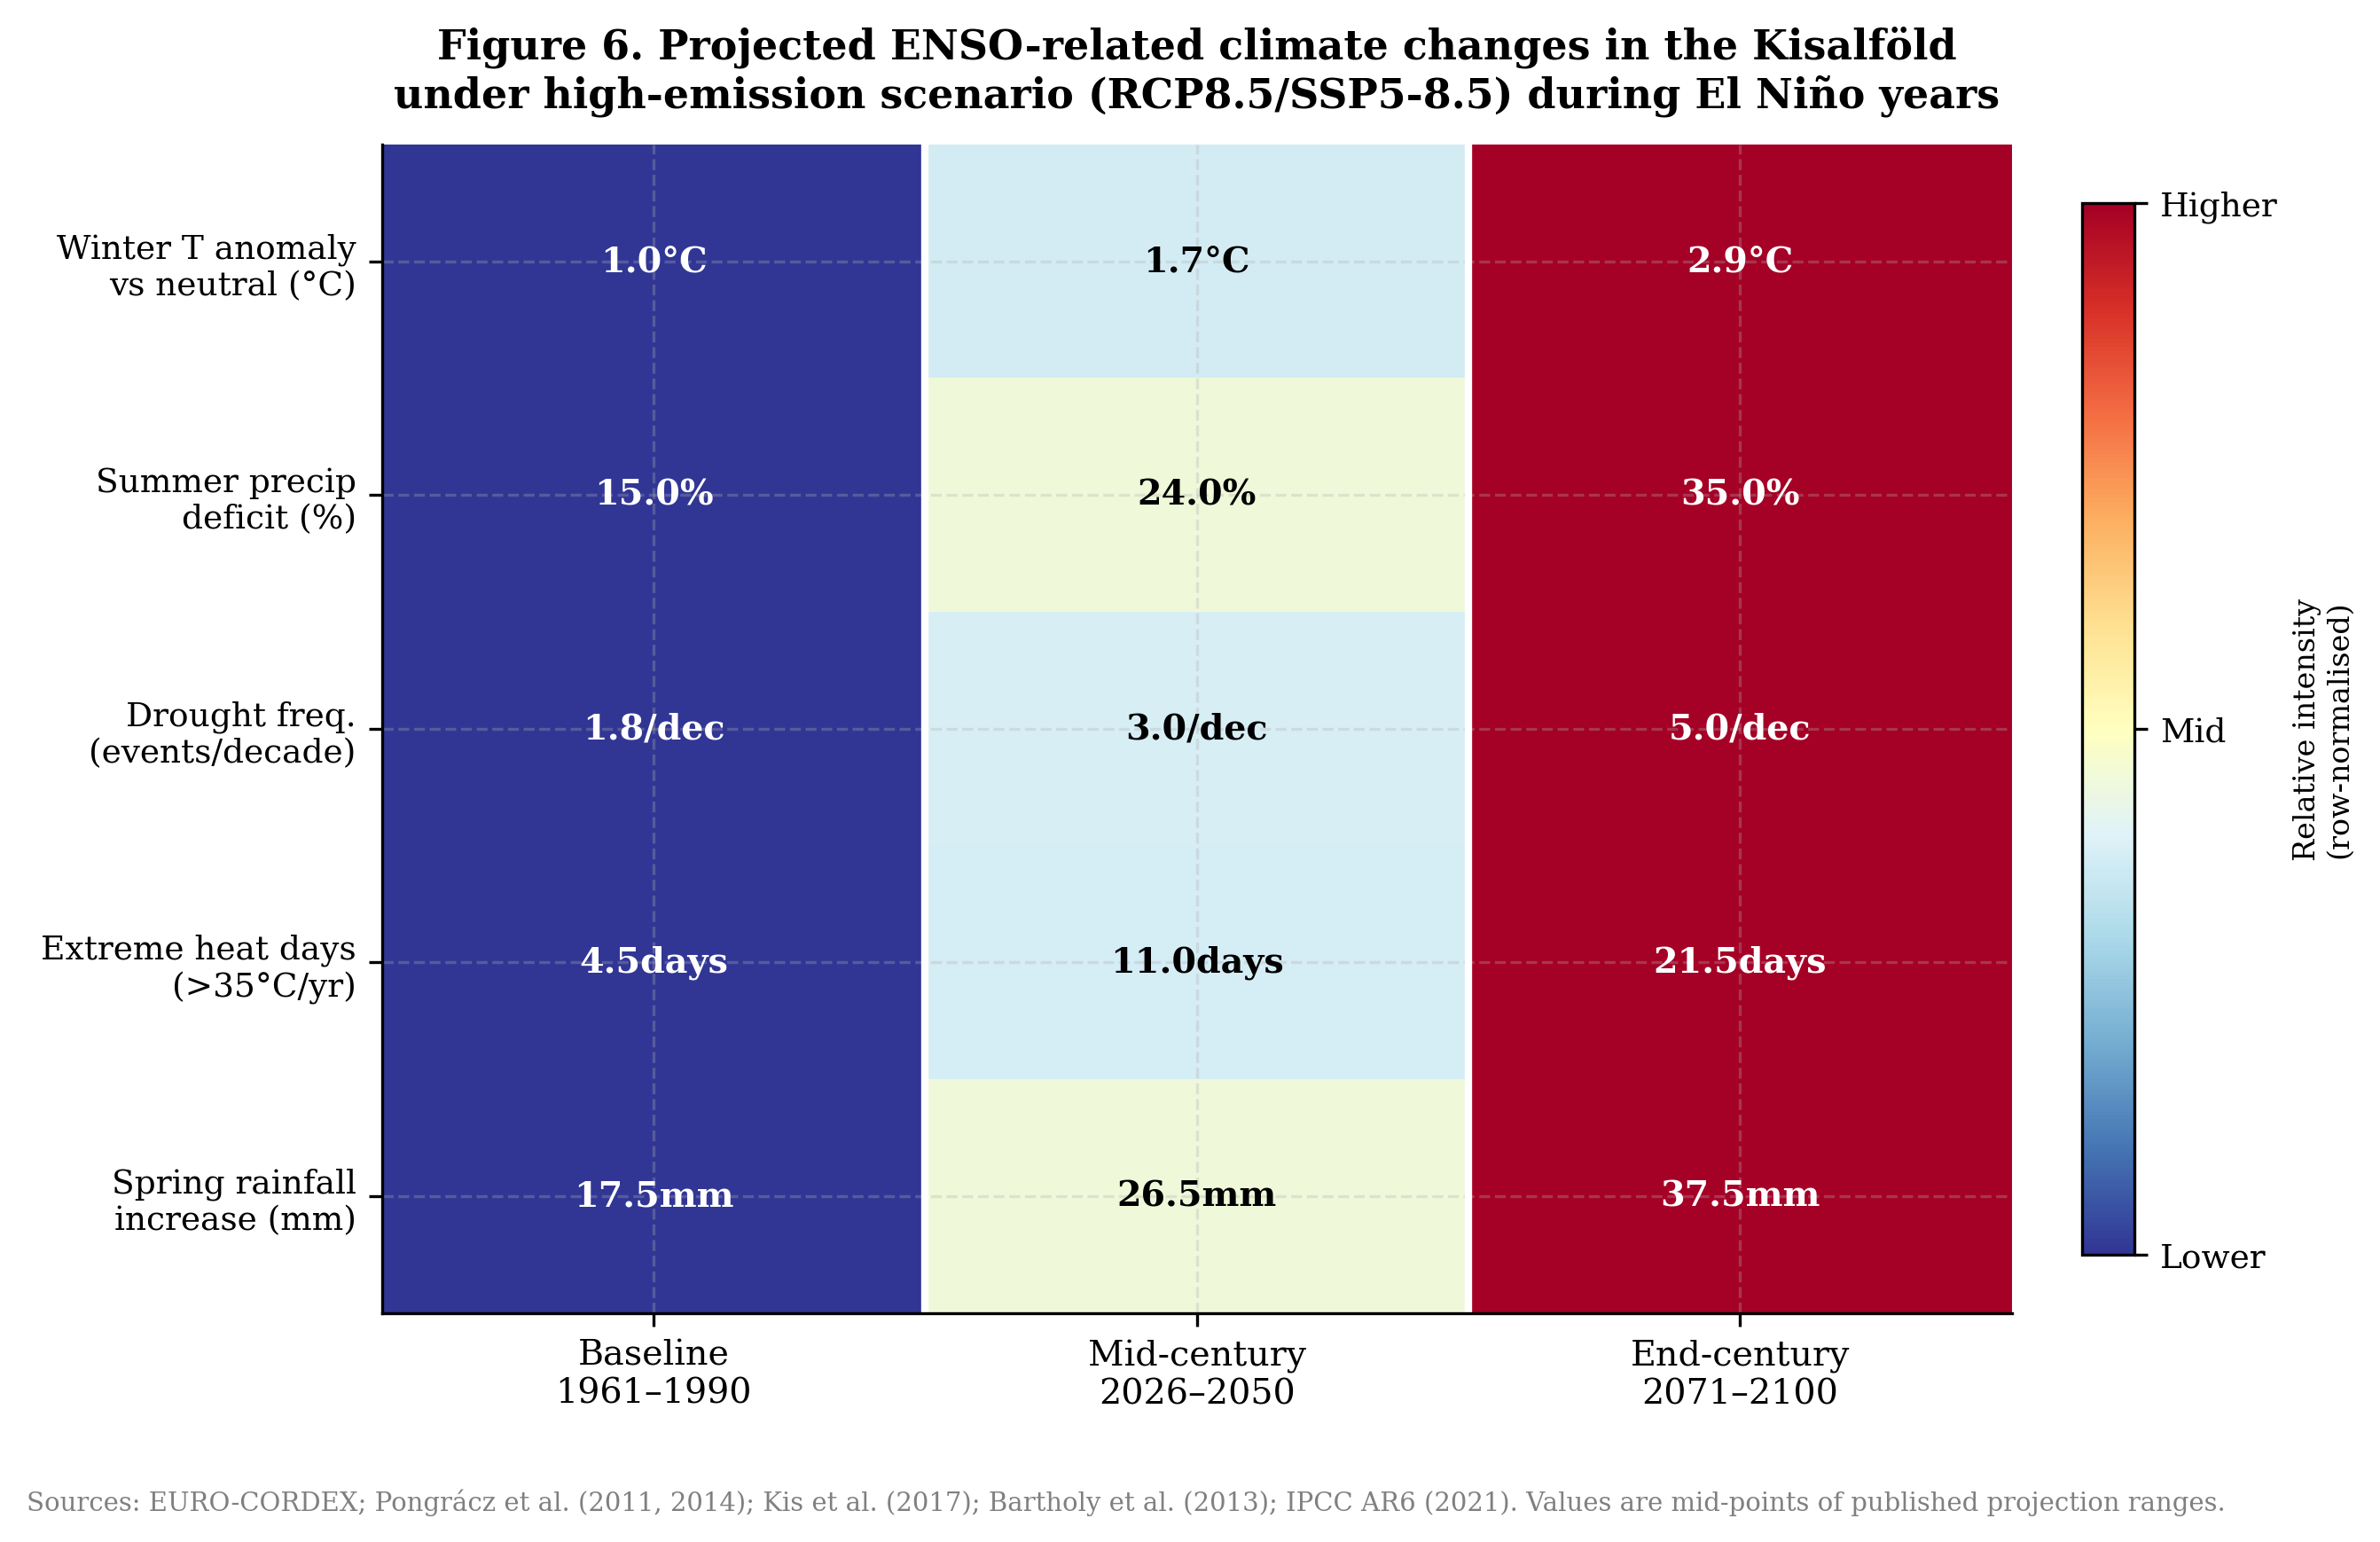 Figure 6. Projected ENSO-related climate changes in the Kisalföld
under high-emission scenario (RCP8.5/SSP5-8.5) during El Niño years
Winter T anomaly
vs neutral (°C)
1.0°C
1.7°C
2.9°C
Summer precip
deficit (%)
15.0%
24.0%
35.0%
Drought freq.
(events/decade)
1.8/dec
3.0/dec
5.0/dec
Extreme heat days
(>35°C/yr)
4.5days
11.0days
21.5days
Spring rainfall
increase (mm)
17.5mm
26.5mm
37.5mm
Baseline
1961–1990
Mid-century
2026–2050
End-century
2071–2100
Higher
Mid
Lower
Relative intensity
(row-normalised)
Sources: EURO-CORDEX; Pongrácz et al. (2011, 2014); Kis et al. (2017); Bartholy et al. (2013); IPCC AR6 (2021). Values are mid-points of published projection ranges.